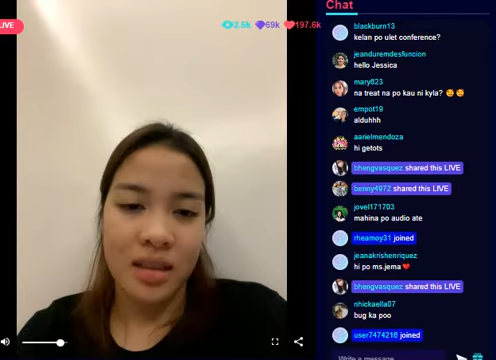 LIVE
2.5k 69k 197.6k
Chat
blackburn13
kelan po ulet conference?
jeanduremdesfuncion
hello Jessica
mary623
na treat na po kau ni kyla? 🤩🤩
empot19
alduhhh
aarielmendoza
hi getots
bhengvasquez shared this LIVE
benny4972 shared this LIVE
jovel171703
mahina po audio ate
rheamoy31 joined
jeanakrishenriquez
hi po ms.jema❤️
bhengvasquez shared this LIVE
nhickaella07
bug ka poo
user7474216 joined
Write a message...